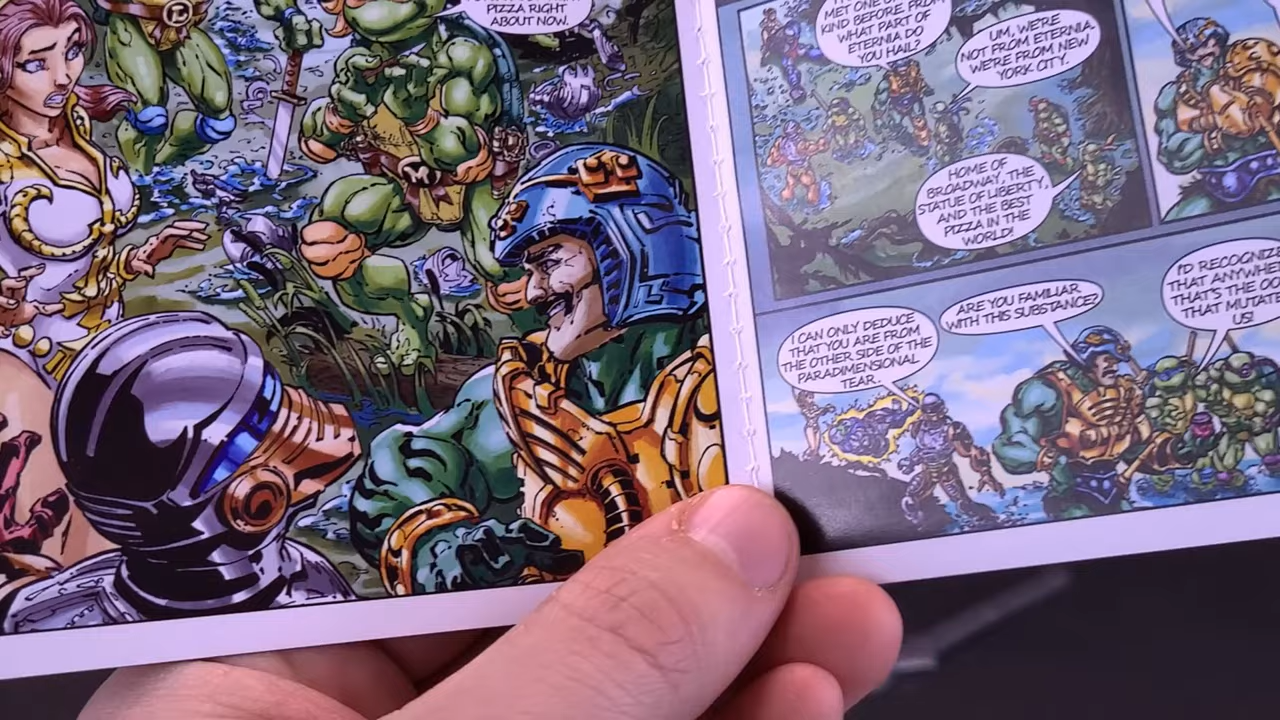 PIZZA RIGHT
ABOUT NOW.
L
M
MET ONE OF
KIND BEFORE. FROM
WHAT PART OF
ETERNIA DO
YOU HAIL?
UM, WE'RE
NOT FROM ETERNIA.
WE'RE FROM NEW
YORK CITY.
HOME OF
BROADWAY, THE
STATUE OF LIBERTY,
AND THE BEST
PIZZA IN THE
WORLD!
I CAN ONLY DEDUCE
THAT YOU ARE FROM
THE OTHER SIDE OF THE
PARADIMENSIONAL
TEAR.
ARE YOU FAMILIAR
WITH THIS SUBSTANCE?
I'D RECOGNIZE
THAT ANYWHE
THAT'S THE OO
THAT MUTATE
US!